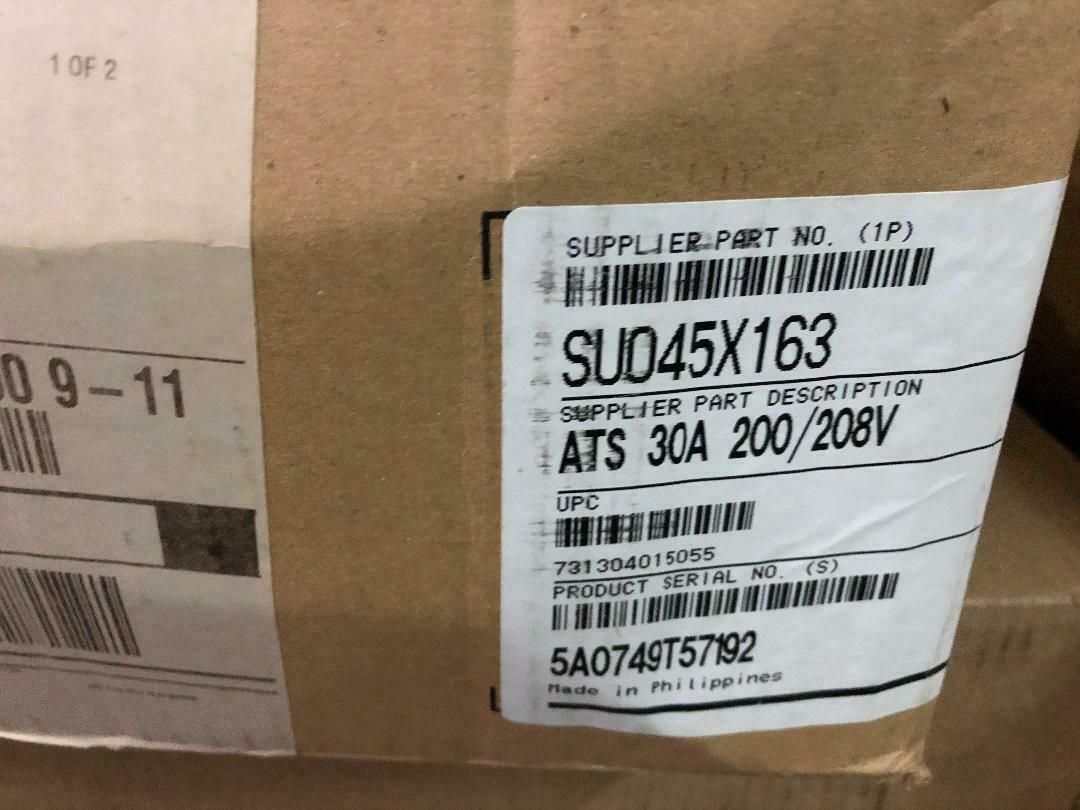 1 OF 2
0 9-11
SUPPLIER PART NO. (1P)
SU045X163
SUPPLIER PART DESCRIPTION
ATS 30A 200/208V
UPC
731304015055
PRODUCT SERIAL NO. (S)
5A0749T57192
Made in Philippines